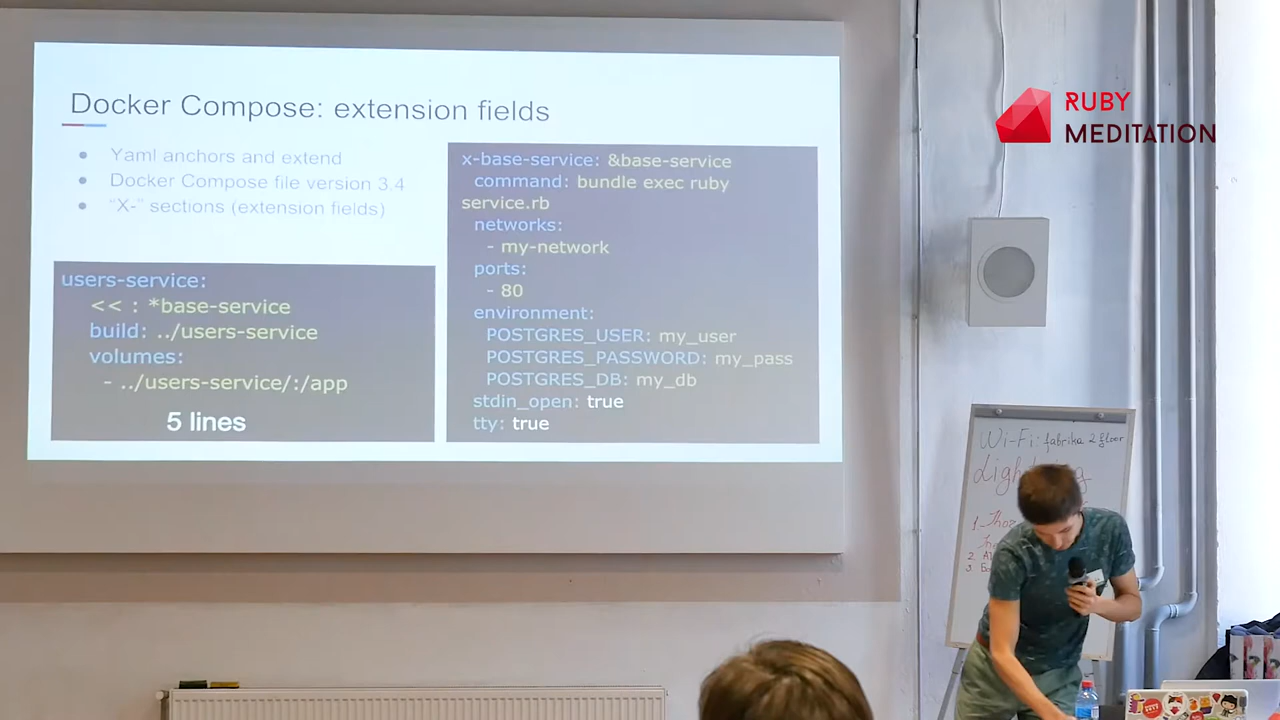 Docker Compose: extension fields
● Yaml anchors and extend
● Docker Compose file version 3.4
● “X-” sections (extension fields)
users-service:
<< : *base-service
build: ../users-service
volumes:
- ../users-service/:/app
5 lines
x-base-service: &base-service
command: bundle exec ruby
service.rb
networks:
- my-network
ports:
- 80
environment:
POSTGRES_USER: my_user
POSTGRES_PASSWORD: my_pass
POSTGRES_DB: my_db
stdin_open: true
tty: true
RUBY
MEDITATION
Wi-Fi: fabrika 2 floor
1-
2.
3.